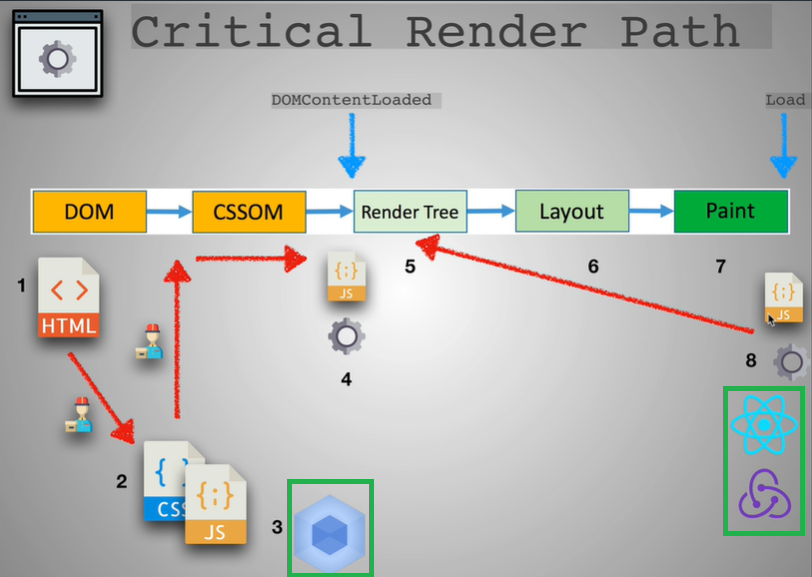 Critical Render Path
DOMContentLoaded
Load
DOM
CSSOM
Render Tree
Layout
Paint
1
< >
HTML
{;}
JS
4
5
6
7
{;}
JS
8
2
{ }
CSS
{;}
JS
3